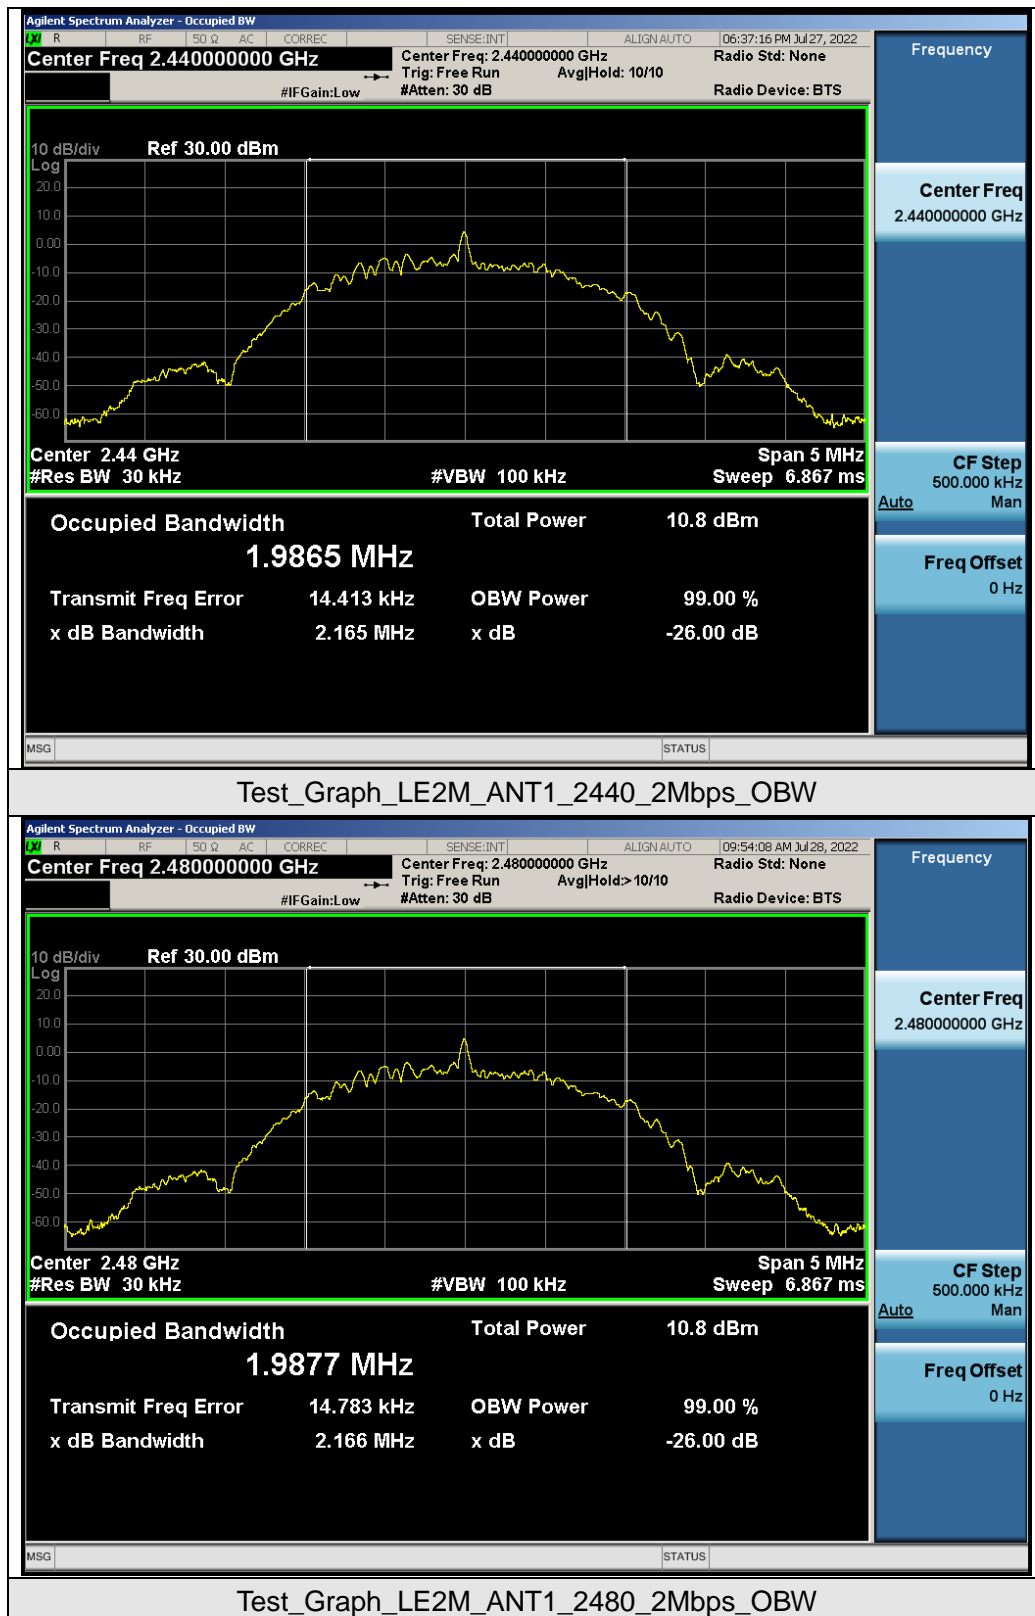 Agilent Spectrum Analyzer - Occupied BW
LXI R RF 50 Ω AC CORREC SENSE:INT ALIGN AUTO 06:37:16 PM Jul 27, 2022
Center Freq 2.440000000 GHz
Center Freq: 2.440000000 GHz Radio Std: None
Trig: Free Run Avg|Hold: 10/10
#IFGain:Low #Atten: 30 dB Radio Device: BTS
Frequency
10 dB/div Ref 30.00 dBm
Log
20.0
10.0
0.00
-10.0
-20.0
-30.0
-40.0
-50.0
-60.0
Center 2.44 GHz Span 5 MHz
#Res BW 30 kHz #VBW 100 kHz Sweep 6.867 ms
Center Freq
2.440000000 GHz
CF Step
500.000 kHz
Auto Man
Freq Offset
0 Hz
Occupied Bandwidth Total Power 10.8 dBm
1.9865 MHz
Transmit Freq Error 14.413 kHz OBW Power 99.00 %
x dB Bandwidth 2.165 MHz x dB -26.00 dB
MSG STATUS
Test_Graph_LE2M_ANT1_2440_2Mbps_OBW
Agilent Spectrum Analyzer - Occupied BW
LXI R RF 50 Ω AC CORREC SENSE:INT ALIGN AUTO 09:54:08 AM Jul 28, 2022
Center Freq 2.480000000 GHz
Center Freq: 2.480000000 GHz Radio Std: None
Trig: Free Run Avg|Hold:>10/10
#IFGain:Low #Atten: 30 dB Radio Device: BTS
Frequency
10 dB/div Ref 30.00 dBm
Log
20.0
10.0
0.00
-10.0
-20.0
-30.0
-40.0
-50.0
-60.0
Center 2.48 GHz Span 5 MHz
#Res BW 30 kHz #VBW 100 kHz Sweep 6.867 ms
Center Freq
2.480000000 GHz
CF Step
500.000 kHz
Auto Man
Freq Offset
0 Hz
Occupied Bandwidth Total Power 10.8 dBm
1.9877 MHz
Transmit Freq Error 14.783 kHz OBW Power 99.00 %
x dB Bandwidth 2.166 MHz x dB -26.00 dB
MSG STATUS
Test_Graph_LE2M_ANT1_2480_2Mbps_OBW